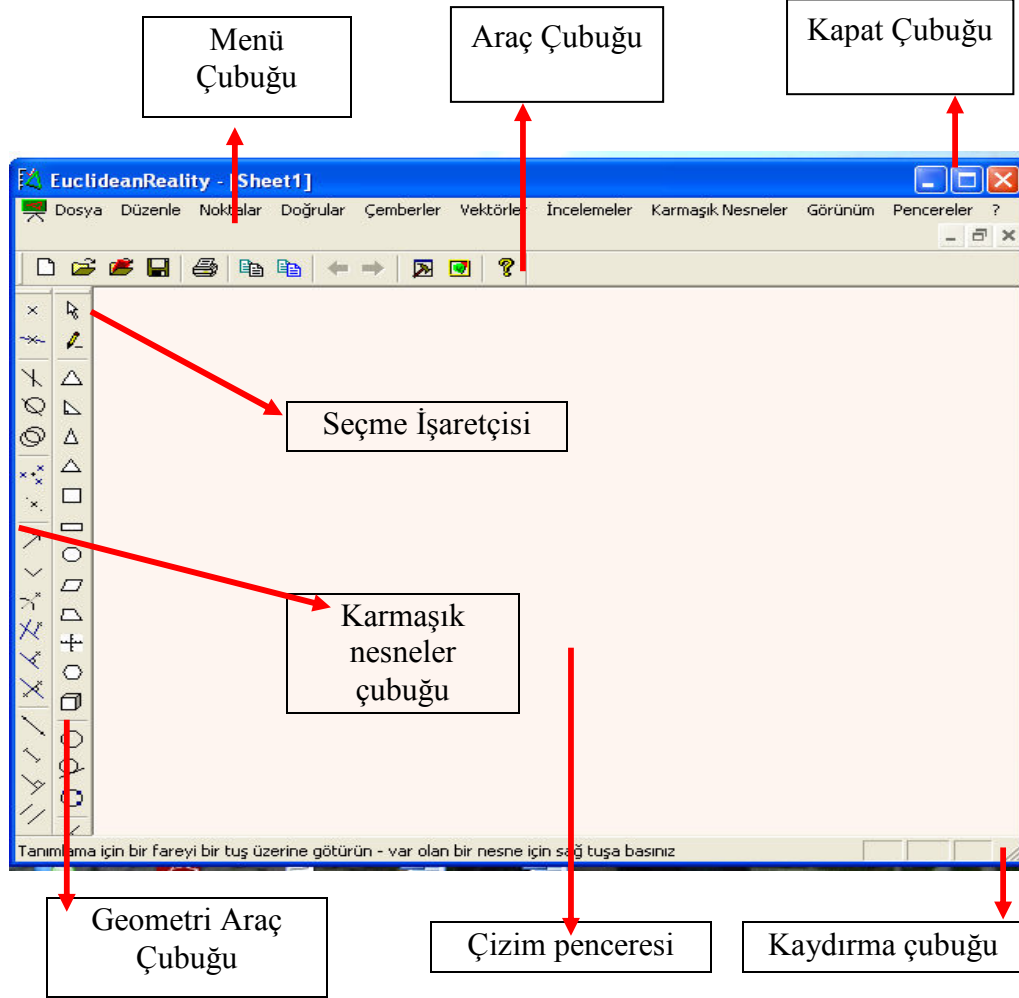 Menü
Çubuğu
Araç Çubuğu
Kapat Çubuğu
EuclideanReality - [Sheet1]
Dosya Düzenle Noktalar Doğrular Çemberler Vektörler İncelemeler Karmaşık Nesneler Görünüm Pencereler ?
Seçme İşaretçisi
Karmaşık
nesneler
çubuğu
Tanımlama için bir fareyi bir tuş üzerine götürün - var olan bir nesne için sağ tuşa basınız
Geometri Araç
Çubuğu
Çizim penceresi
Kaydırma çubuğu